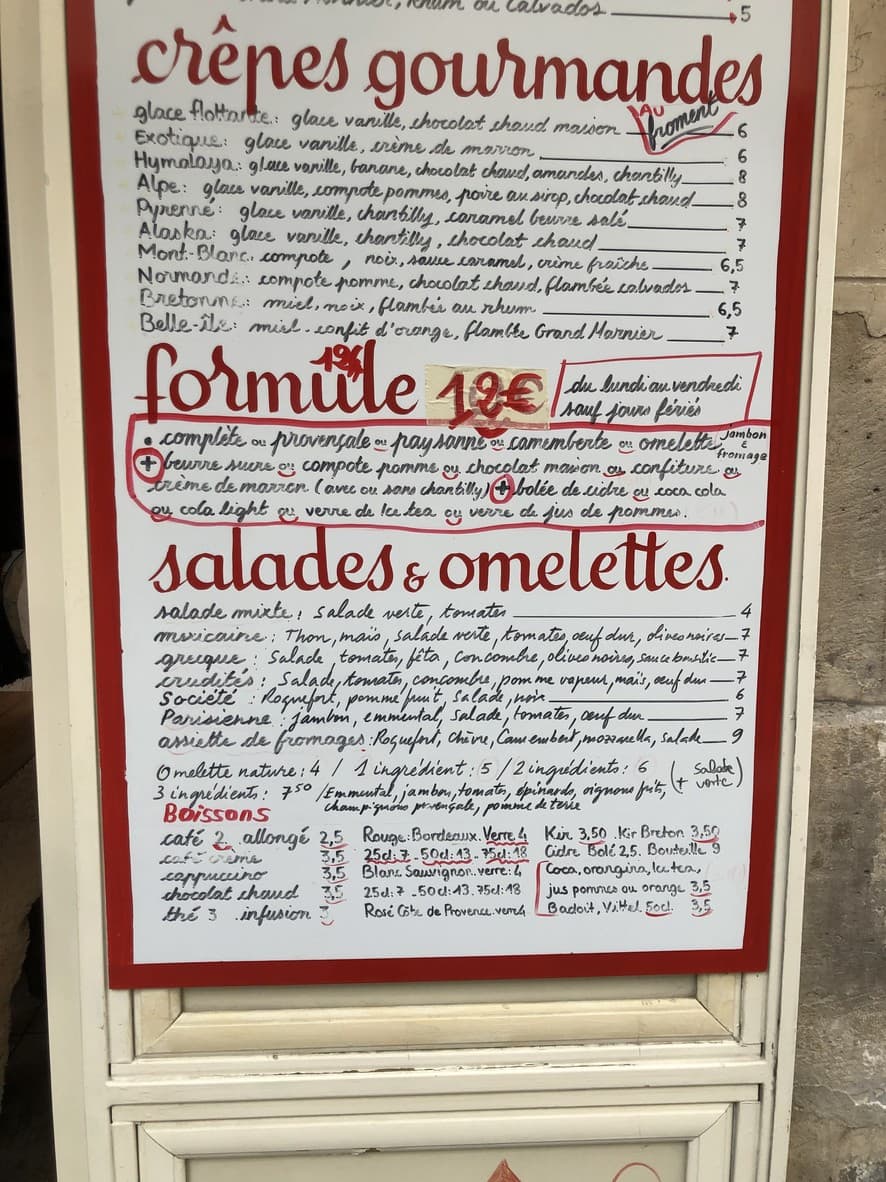 Rhum ou Calvados 5
crêpes gourmandes
Au froment
glace flottante: glace vanille, chocolat chaud maison 6
Exotique: glace vanille, crème de marron 6
Hymalaya: glace vanille, banane, chocolat chaud, amandes, chantilly 8
Alpe: glace vanille, compote pommes, poire au sirop, chocolat chaud 8
Pyrenné: glace vanille, chantilly, caramel beurre salé 7
Alaska: glace vanille, chantilly, chocolat chaud 7
Mont-Blanc. compote, noix, sauce caramel, crème fraîche 6,5
Normande: compote pomme, chocolat chaud, flambée calvados 7
Bretonne: miel, noix, flambée au rhum 6,5
Belle-île: miel. confit d'orange, flambée Grand Marnier 7
formule 12€
du lundi au vendredi
sauf jours fériés
• complète ou provençale ou paysanne ou camemberte ou omelette jambon & fromage
+ beurre sucre ou compote pomme ou chocolat maison ou confiture ou
crème de marron (avec ou sans chantilly) + bolée de cidre ou coca cola
ou cola light ou verre de Ice tea ou verre de jus de pommes.
salades & omelettes.
salade mixte: salade verte, tomates 4
mexicaine: Thon, maïs, salade verte, tomates, oeuf dur, olives noires 7
grecque: Salade, tomates, fêta, concombre, olives noires, sauce basilic 7
crudités: Salade, tomates, concombre, pomme vapeur, maïs, oeuf dur 7
Société: Roquefort, pomme fruit, Salade, noix 6
Parisienne: jambon, emmental, Salade, tomates, oeuf dur 7
assiette de fromages: Roquefort, chèvre, Camembert, mozzarella, salade 9
Omelette nature: 4 / 1 ingrédient: 5 / 2 ingrédients: 6 (+ Salade verte)
3 ingrédients: 7 50 / Emmental, jambon, tomates, épinards, oignons frits,
champignons provençale, pomme de terre
Boissons
café 2. allongé 2,5
café crème 3,5
cappuccino 3,5
chocolat chaud 3,5
thé 3. infusion 3
Rouge: Bordeaux. Verre 4
25cl: 7 - 50cl: 13. 75cl: 18
Blanc Sauvignon. verre: 4
25cl: 7 - 50cl: 13. 75cl: 18
Rosé Côte de Provence. verre 4
Kir 3,50. Kir Breton 3,50
Cidre Bolé 2,5. Bouteille 9
Coca, orangina, Ice tea,
jus pommes ou orange 3,5
Badoit, Vittel 50cl. 3,5